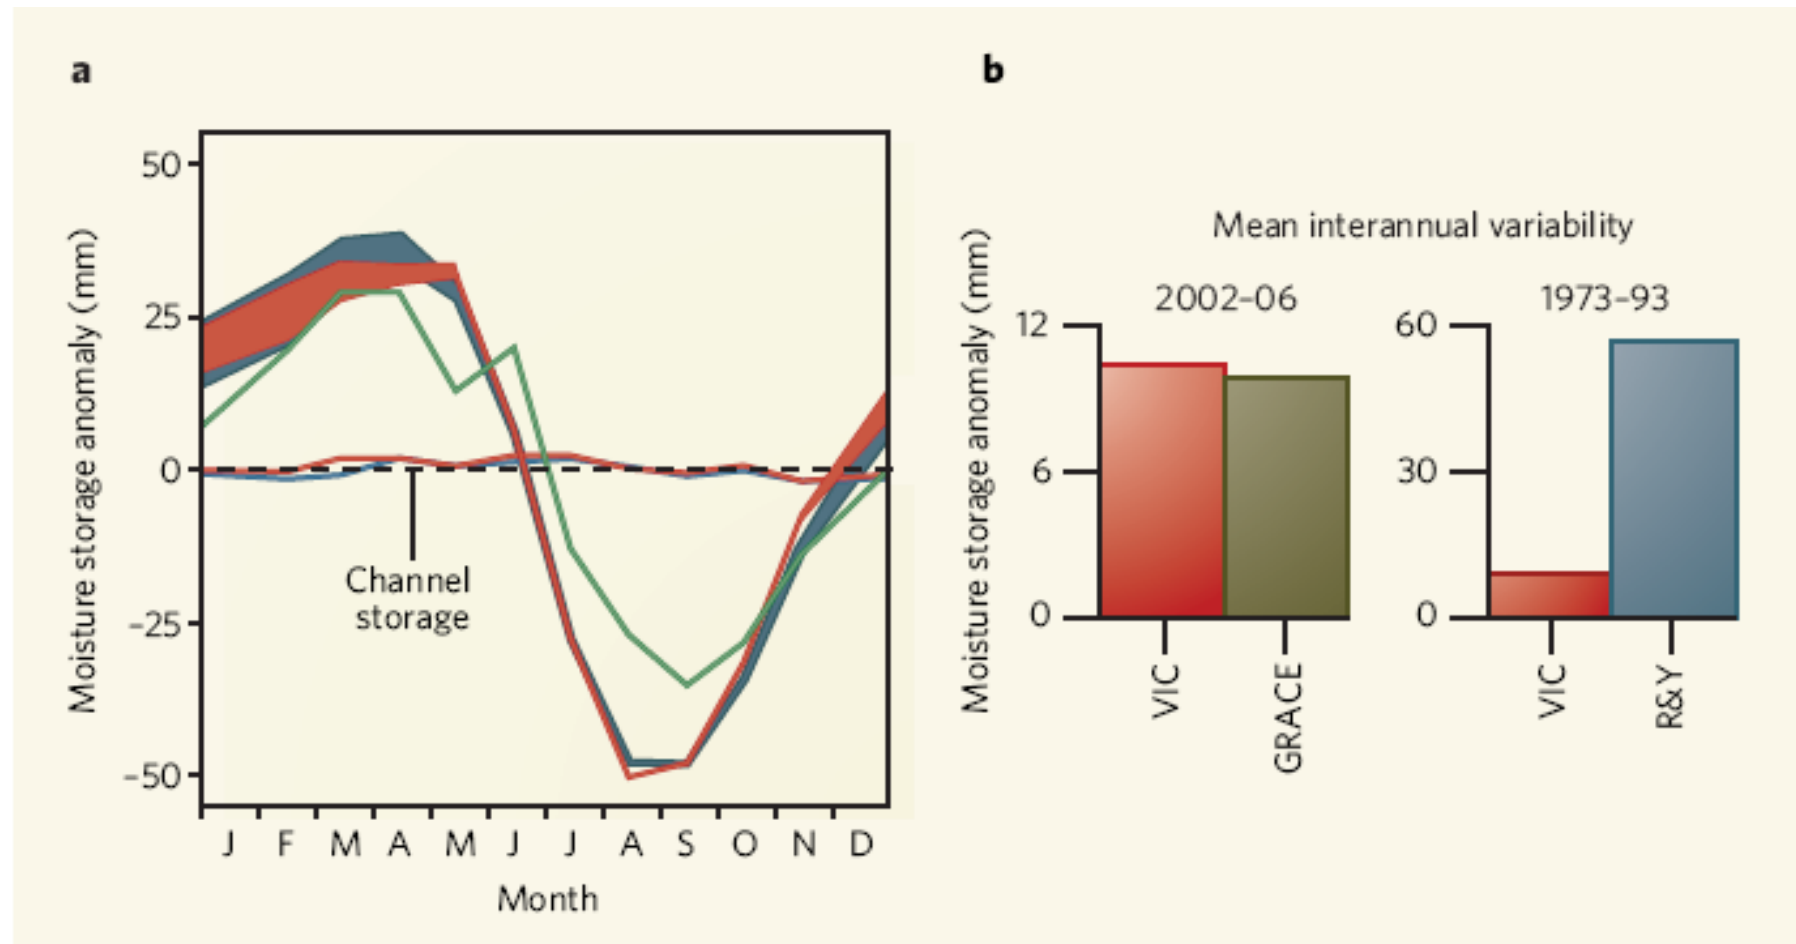 a
Moisture storage anomaly (mm)
50
25
0
–25
–50
Channel
storage
J F M A M J J A S O N D
Month
b
Mean interannual variability
Moisture storage anomaly (mm)
2002–06
12
6
0
VIC
GRACE
1973–93
60
30
0
VIC
R&Y